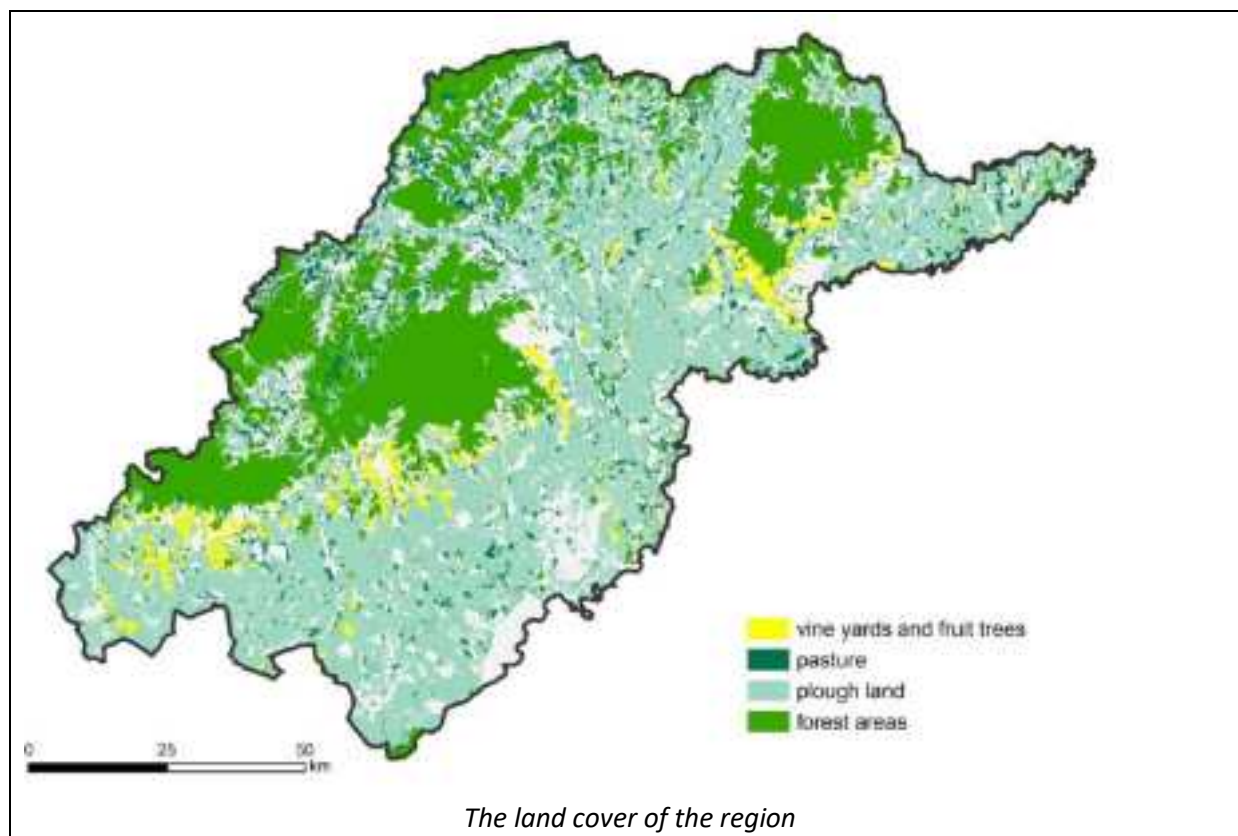 vine yards and fruit trees
pasture
plough land
forest areas
0 25 50
km
The land cover of the region